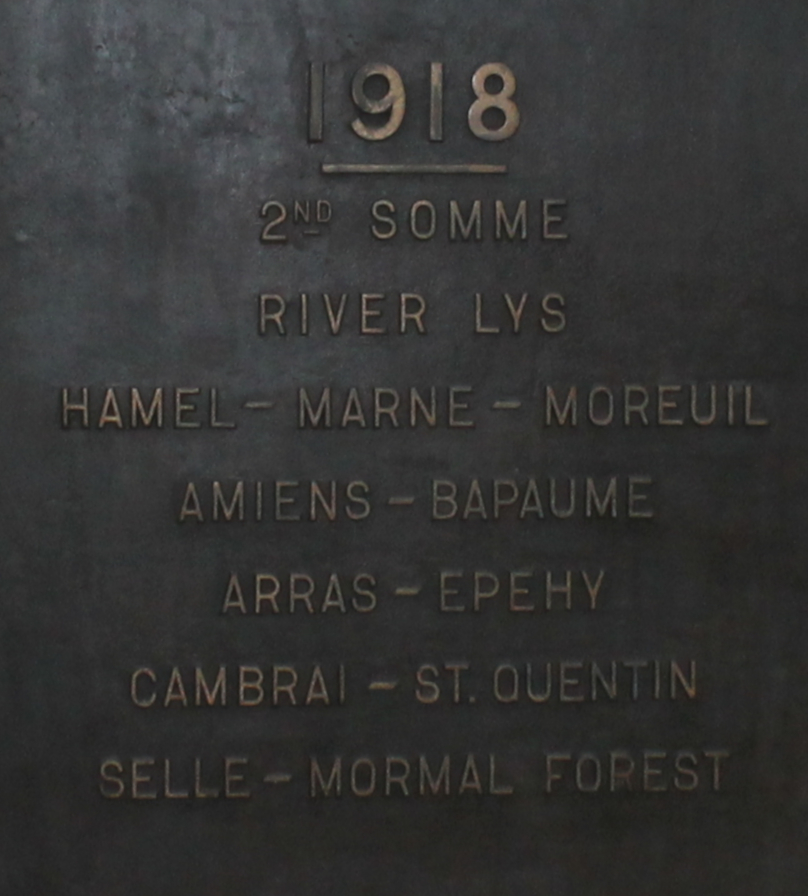 1918
2ND SOMME
RIVER LYS
HAMEL - MARNE - MOREUIL
AMIENS - BAPAUME
ARRAS - EPEHY
CAMBRAI - ST. QUENTIN
SELLE - MORMAL FOREST